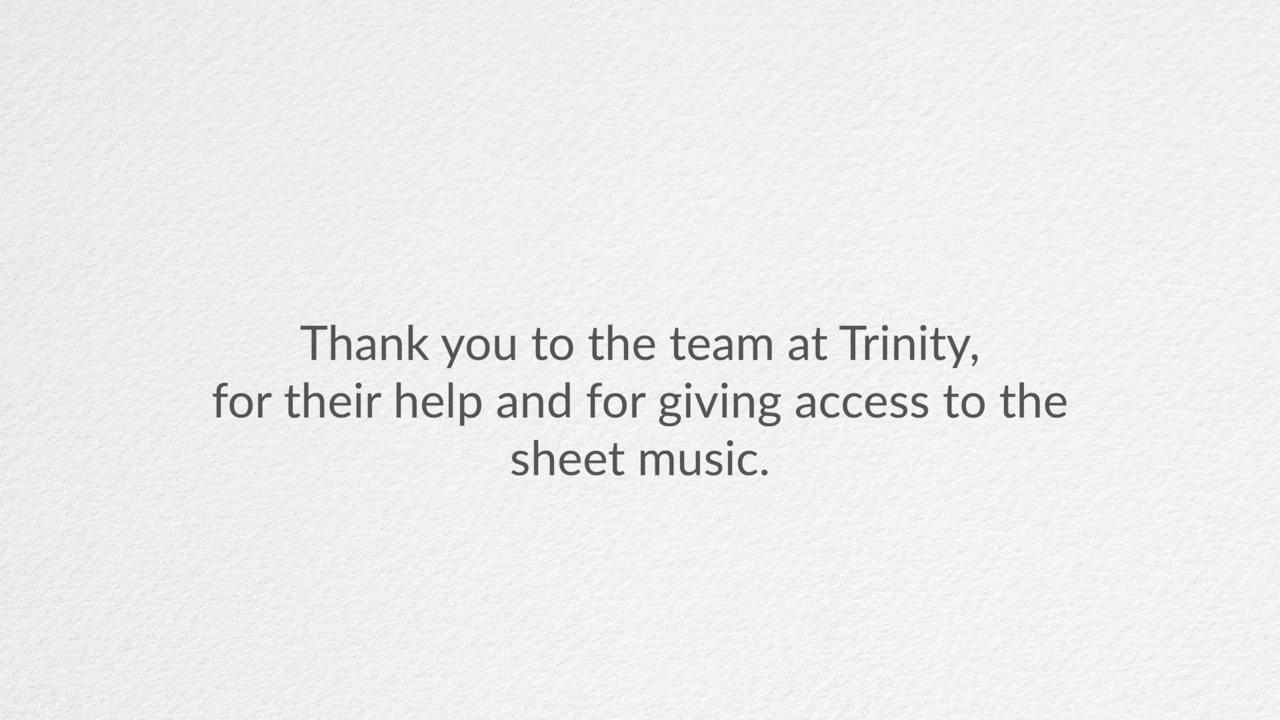 Thank you to the team at Trinity,
for their help and for giving access to the
sheet music.